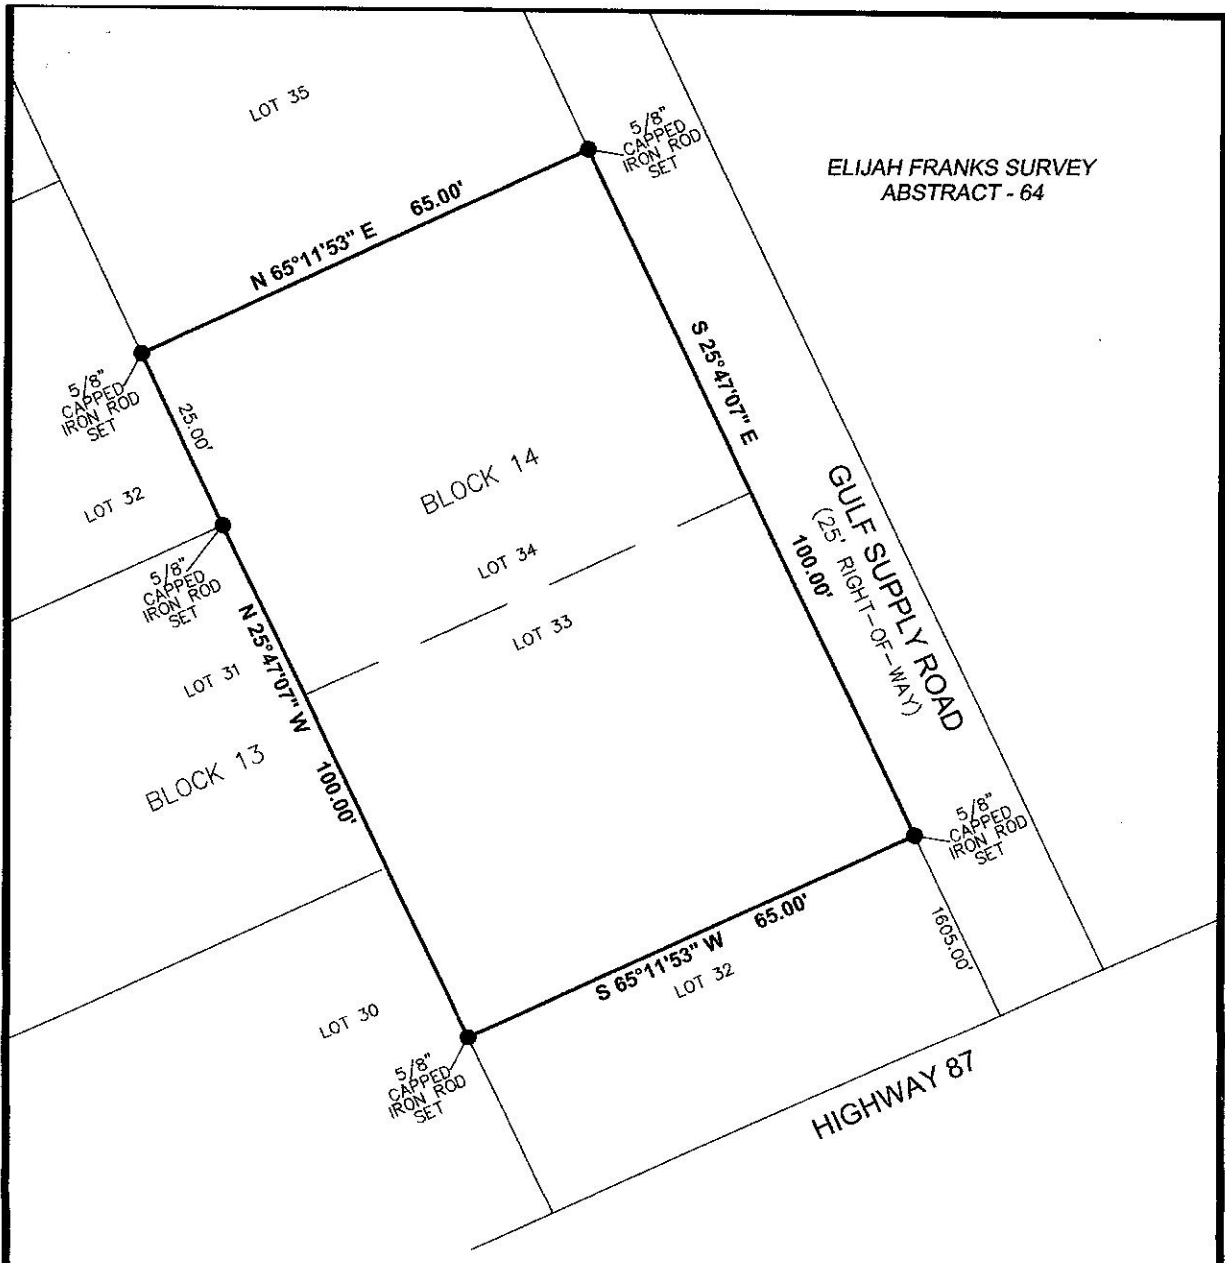 LOT 35
5/8"
CAPPED
IRON ROD
SET
ELIJAH FRANKS SURVEY
ABSTRACT - 64
N 65°11'53" E 65.00'
5/8"
CAPPED
IRON ROD
SET
25.00'
S 25°47'07" E
100.00'
LOT 32
BLOCK 14
GULF SUPPLY ROAD
(25' RIGHT-OF-WAY)
5/8"
CAPPED
IRON ROD
SET
LOT 34
LOT 33
LOT 31
N 25°47'07" W
100.00'
BLOCK 13
5/8"
CAPPED
IRON ROD
SET
S 65°11'53" W 65.00'
LOT 32
1605.00'
LOT 30
5/8"
CAPPED
IRON ROD
SET
HIGHWAY 87